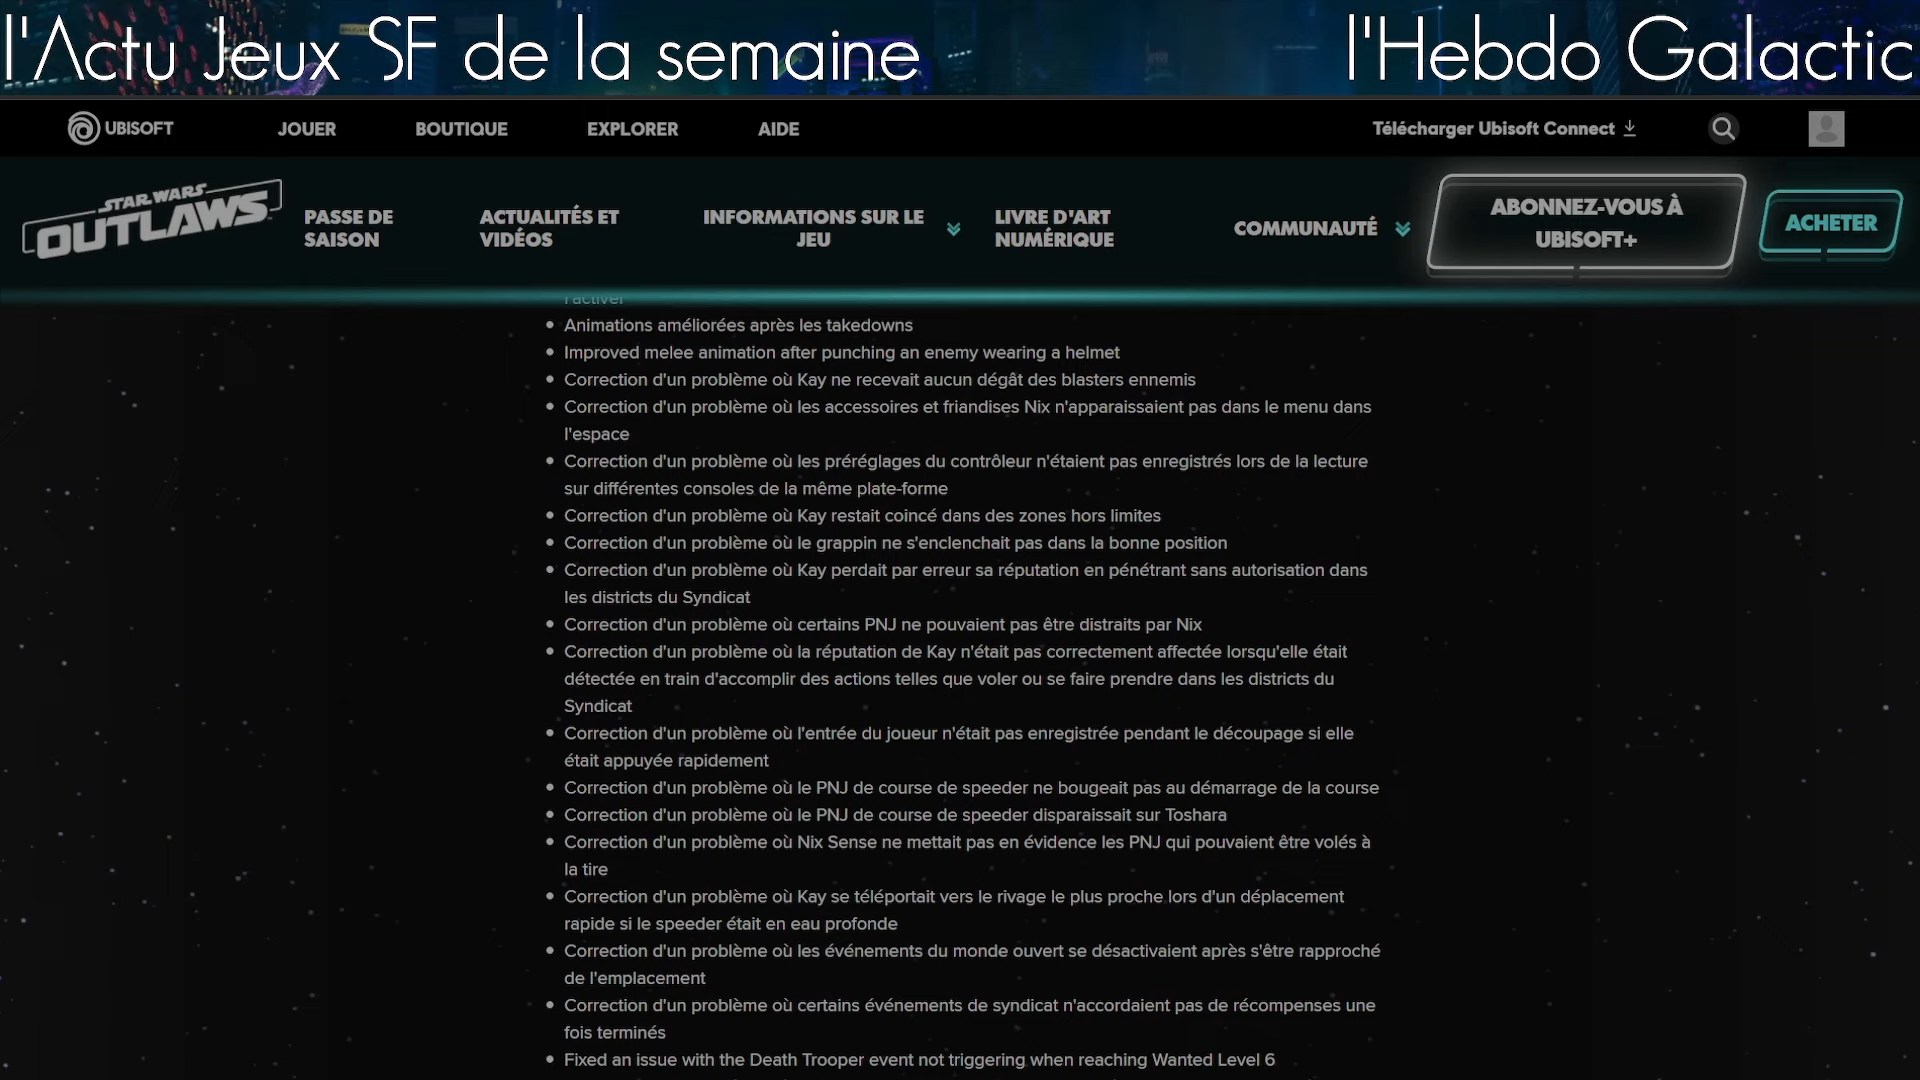 l'Actu Jeux SF de la semaine
l'Hebdo Galactic
UBISOFT
JOUER
BOUTIQUE
EXPLORER
AIDE
Télécharger Ubisoft Connect
STAR WARS
OUTLAWS
PASSE DE
SAISON
ACTUALITÉS ET
VIDÉOS
INFORMATIONS SUR LE
JEU
LIVRE D'ART
NUMÉRIQUE
COMMUNAUTÉ
ABONNEZ-VOUS À
UBISOFT+
ACHETER
l'activer
• Animations améliorées après les takedowns
• Improved melee animation after punching an enemy wearing a helmet
• Correction d'un problème où Kay ne recevait aucun dégât des blasters ennemis
• Correction d'un problème où les accessoires et friandises Nix n'apparaissaient pas dans le menu dans
l'espace
• Correction d'un problème où les préréglages du contrôleur n'étaient pas enregistrés lors de la lecture
sur différentes consoles de la même plate-forme
• Correction d'un problème où Kay restait coincé dans des zones hors limites
• Correction d'un problème où le grappin ne s'enclenchait pas dans la bonne position
• Correction d'un problème où Kay perdait par erreur sa réputation en pénétrant sans autorisation dans
les districts du Syndicat
• Correction d'un problème où certains PNJ ne pouvaient pas être distraits par Nix
• Correction d'un problème où la réputation de Kay n'était pas correctement affectée lorsqu'elle était
détectée en train d'accomplir des actions telles que voler ou se faire prendre dans les districts du
Syndicat
• Correction d'un problème où l'entrée du joueur n'était pas enregistrée pendant le découpage si elle
était appuyée rapidement
• Correction d'un problème où le PNJ de course de speeder ne bougeait pas au démarrage de la course
• Correction d'un problème où le PNJ de course de speeder disparaissait sur Toshara
• Correction d'un problème où Nix Sense ne mettait pas en évidence les PNJ qui pouvaient être volés à
la tire
• Correction d'un problème où Kay se téléportait vers le rivage le plus proche lors d'un déplacement
rapide si le speeder était en eau profonde
• Correction d'un problème où les événements du monde ouvert se désactivaient après s'être rapproché
de l'emplacement
• Correction d'un problème où certains événements de syndicat n'accordaient pas de récompenses une
fois terminés
• Fixed an issue with the Death Trooper event not triggering when reaching Wanted Level 6